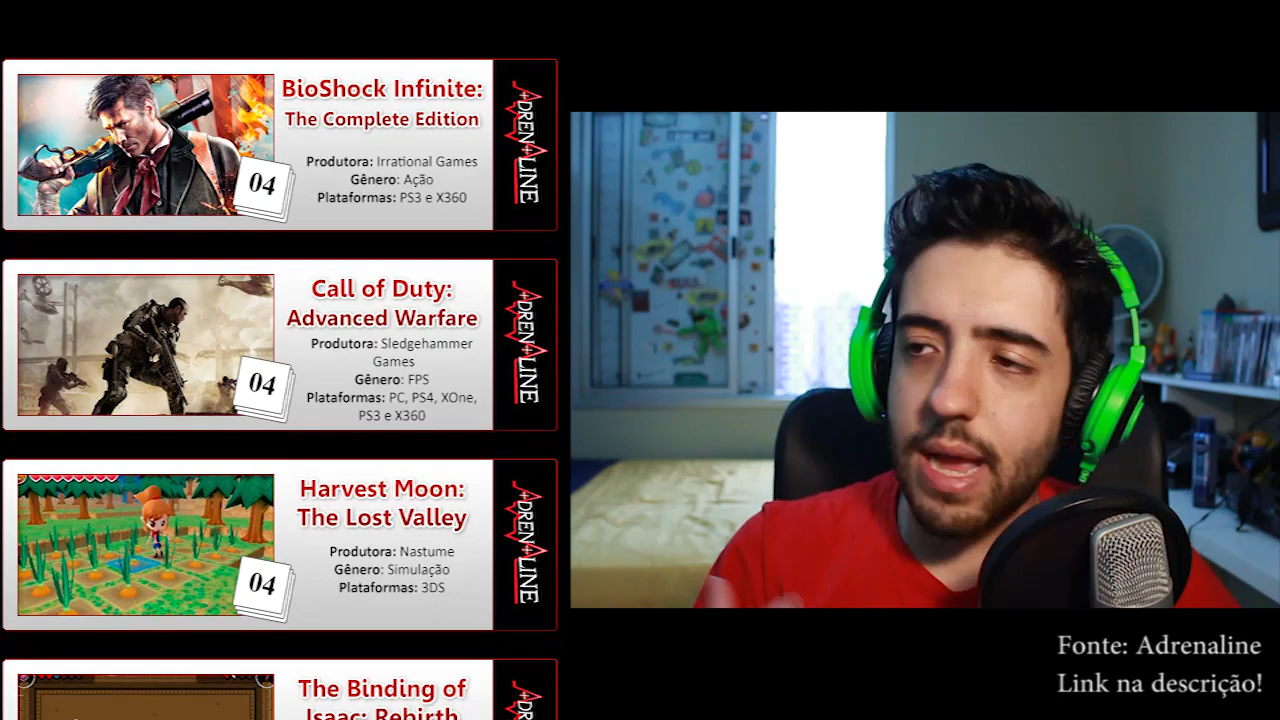 BioShock Infinite:
The Complete Edition
Produtora: Irrational Games
Gênero: Ação
Plataformas: PS3 e X360
04
ADRENALINE
Call of Duty:
Advanced Warfare
Produtora: Sledgehammer
Games
Gênero: FPS
Plataformas: PC, PS4, XOne,
PS3 e X360
04
ADRENALINE
Harvest Moon:
The Lost Valley
Produtora: Nastume
Gênero: Simulação
Plataformas: 3DS
04
ADRENALINE
The Binding of
Isaac: Rebirth
Fonte: Adrenaline
Link na descrição!